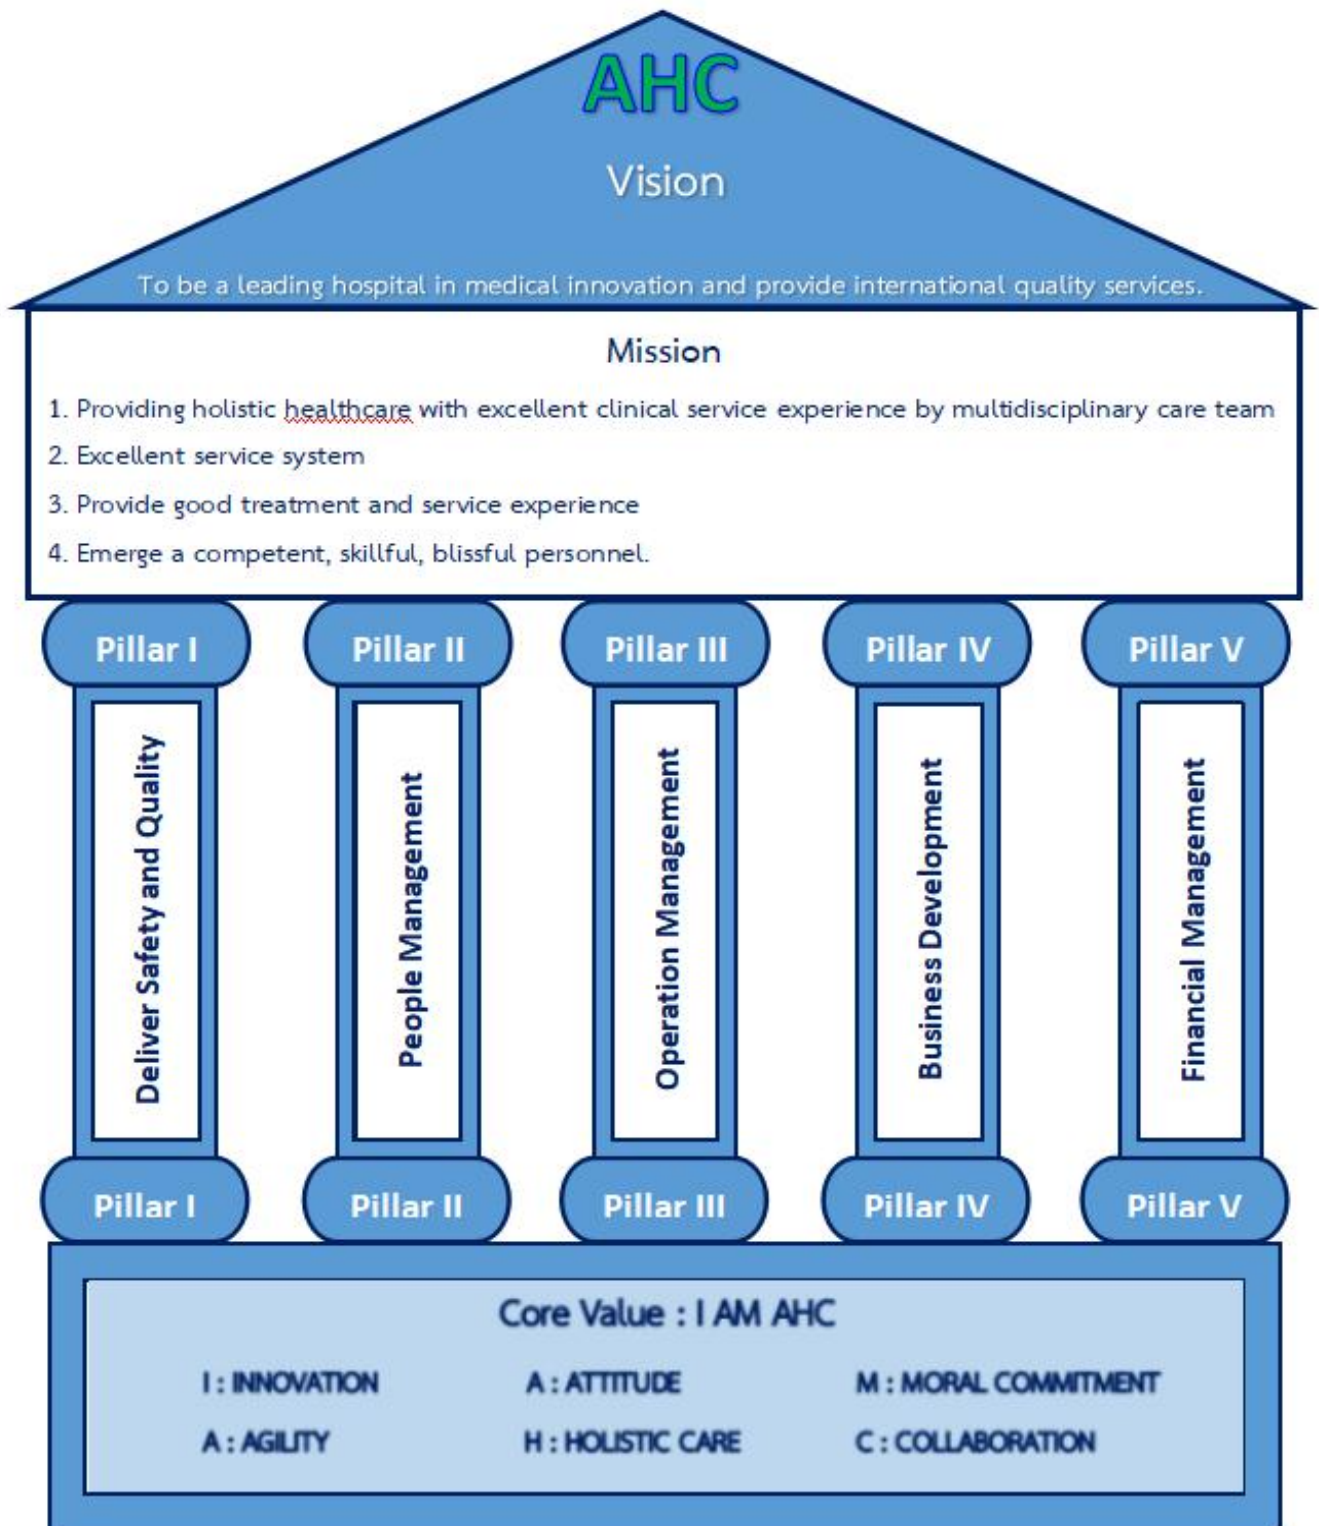 AHC
Vision
To be a leading hospital in medical innovation and provide international quality services.
Mission
1. Providing holistic healthcare with excellent clinical service experience by multidisciplinary care team
2. Excellent service system
3. Provide good treatment and service experience
4. Emerge a competent, skillful, blissful personnel.
Pillar I
Pillar II
Pillar III
Pillar IV
Pillar V
Deliver Safety and Quality
People Management
Operation Management
Business Development
Financial Management
Pillar I
Pillar II
Pillar III
Pillar IV
Pillar V
Core Value : I AM AHC
I : INNOVATION
A : ATTITUDE
M : MORAL COMMITMENT
A : AGILITY
H : HOLISTIC CARE
C : COLLABORATION